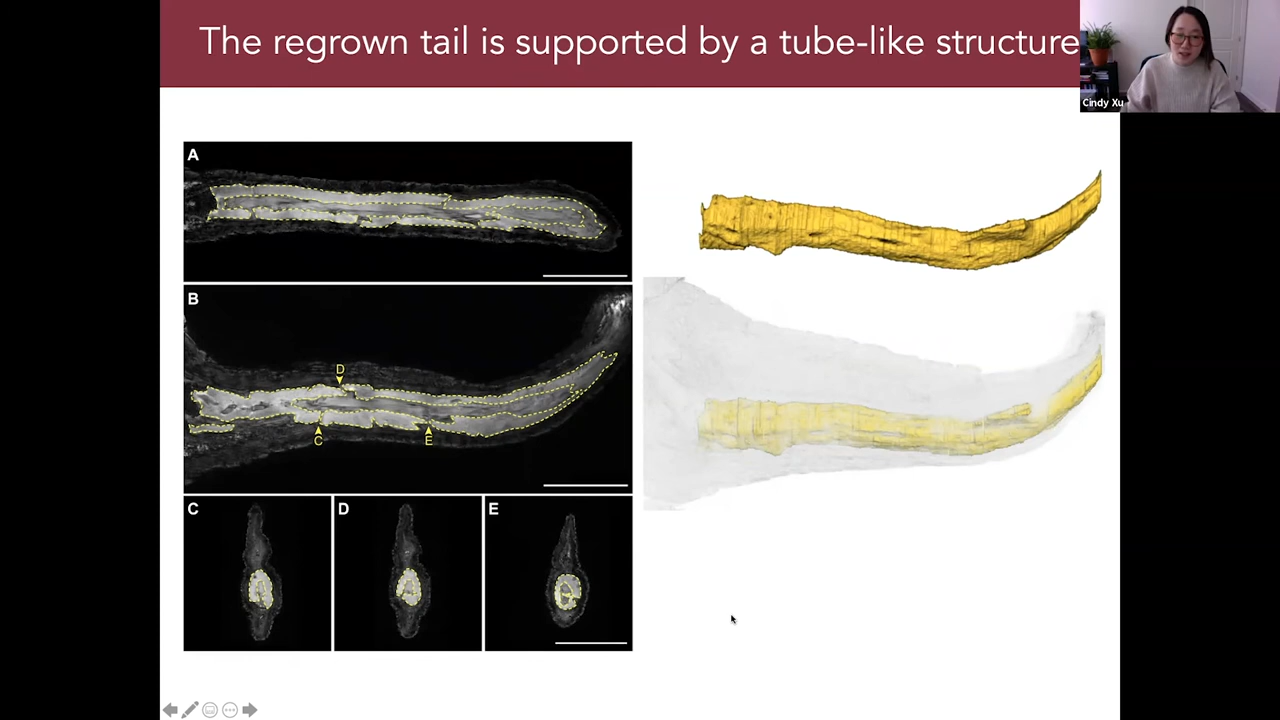 The regrown tail is supported by a tube-like structure
Cindy Xu
A
B
D
C
E
C
D
E